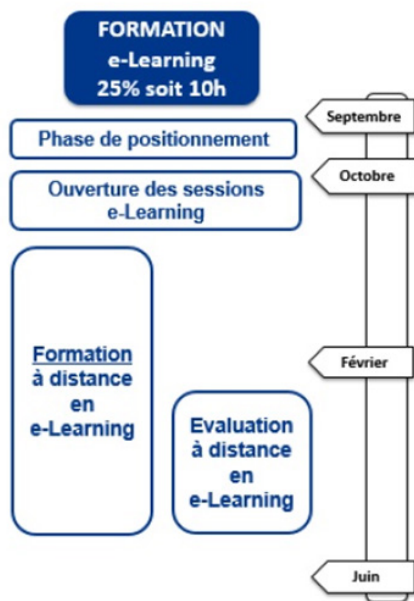 FORMATION
e-Learning
25% soit 10h
Septembre
Phase de positionnement
Octobre
Ouverture des sessions
e-Learning
Formation
à distance
en
e-Learning
Février
Evaluation
à distance
en
e-Learning
Juin